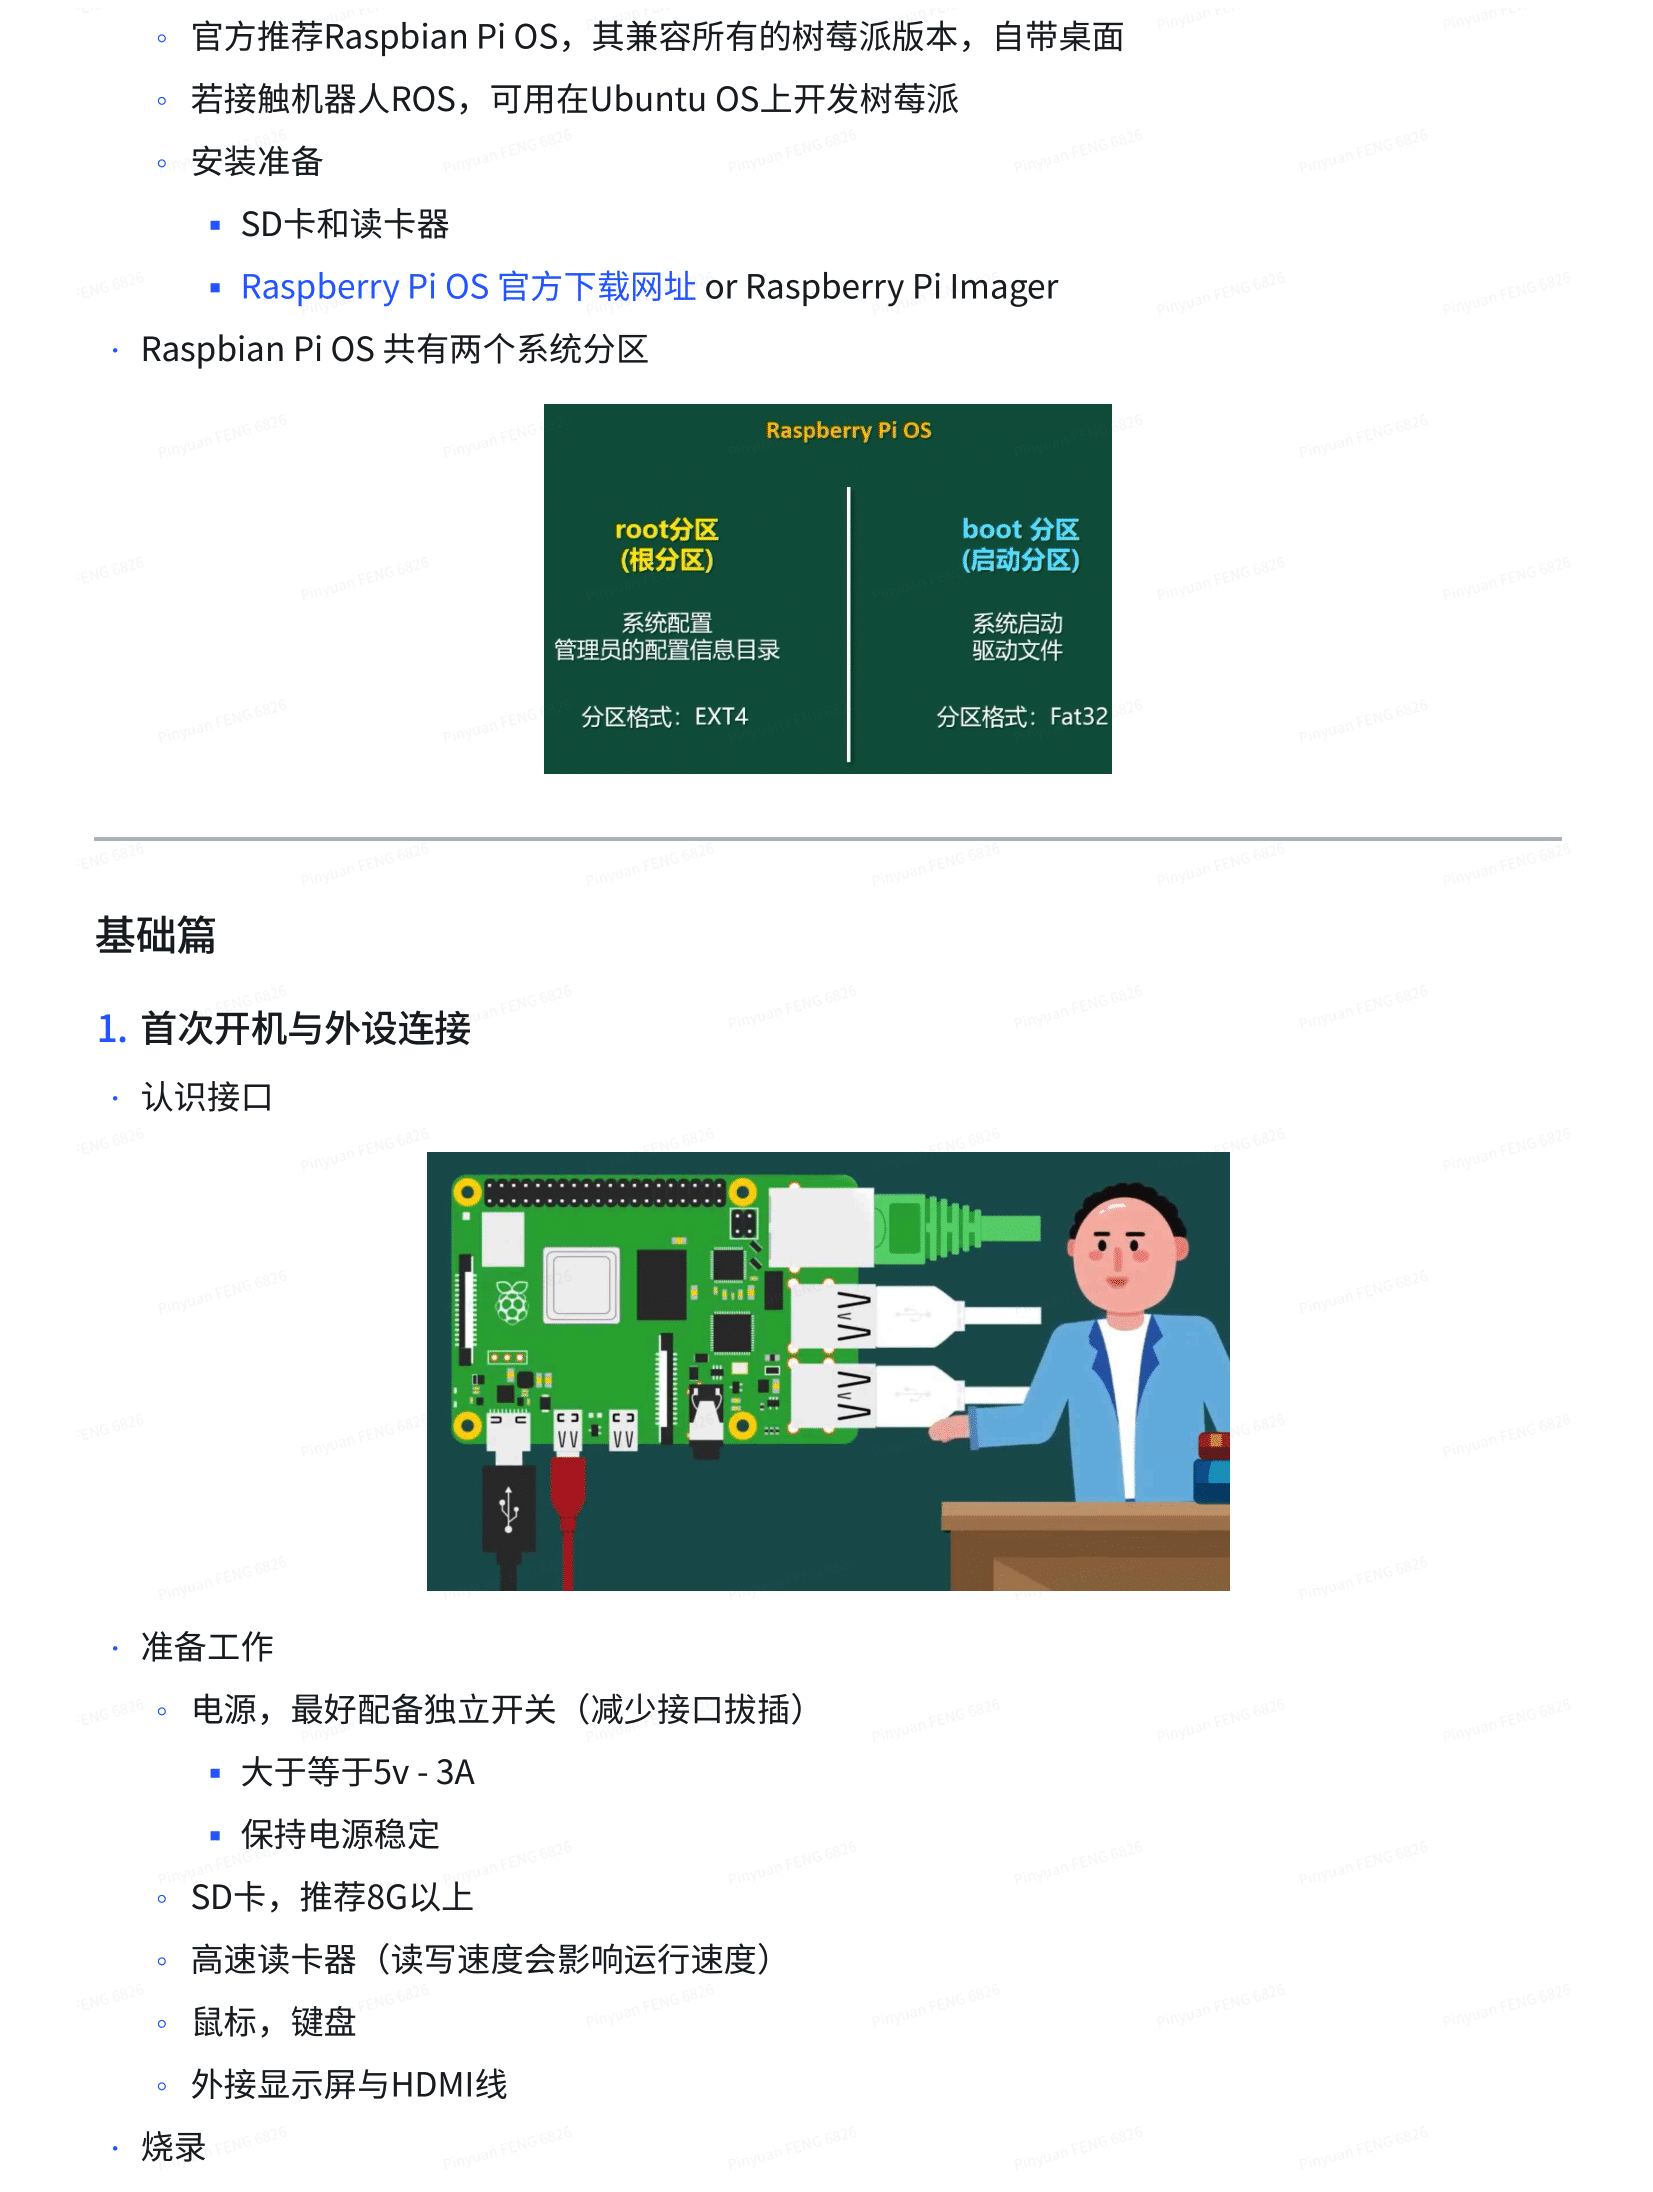 官方推荐Raspbian Pi OS，其兼容所有的树莓派版本，自带桌面
若接触机器人ROS，可用在Ubuntu OS上开发树莓派
安装准备
SD卡和读卡器
Raspberry Pi OS 官方下载网址 or Raspberry Pi Imager
Raspbian Pi OS 共有两个系统分区
Raspberry Pi OS
root分区
(根分区)
系统配置
管理员的配置信息目录
分区格式：EXT4
boot 分区
(启动分区)
系统启动
驱动文件
分区格式：Fat32
基础篇
1. 首次开机与外设连接
认识接口
准备工作
电源，最好配备独立开关（减少接口拔插）
大于等于5v - 3A
保持电源稳定
SD卡，推荐8G以上
高速读卡器（读写速度会影响运行速度）
鼠标，键盘
外接显示屏与HDMI线
烧录
Pinyuan FENG 6826